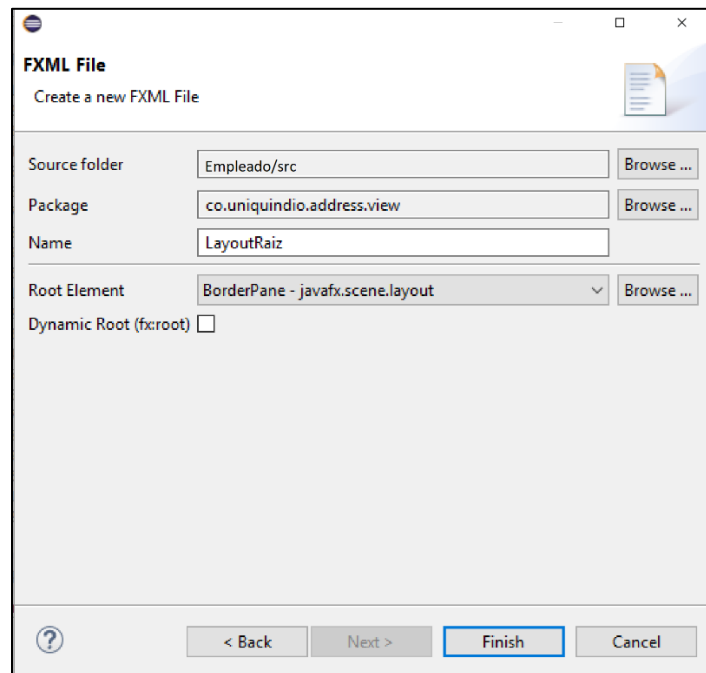 FXML File
Create a new FXML File
Source folder Empleado/src Browse ...
Package co.uniquindio.address.view Browse ...
Name LayoutRaiz
Root Element BorderPane - javafx.scene.layout Browse ...
Dynamic Root (fx:root)
? < Back Next > Finish Cancel